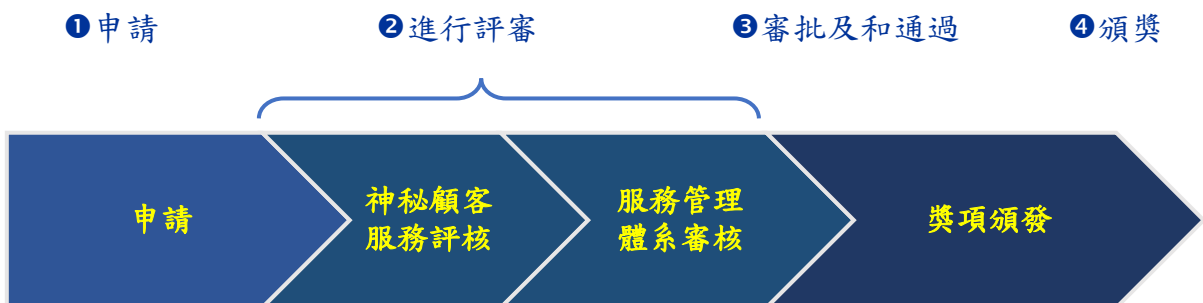 ❶申請 ❷進行評審 ❸審批及和通過 ❹頒獎
申請
神秘顧客
服務評核
服務管理
體系審核
獎項頒發